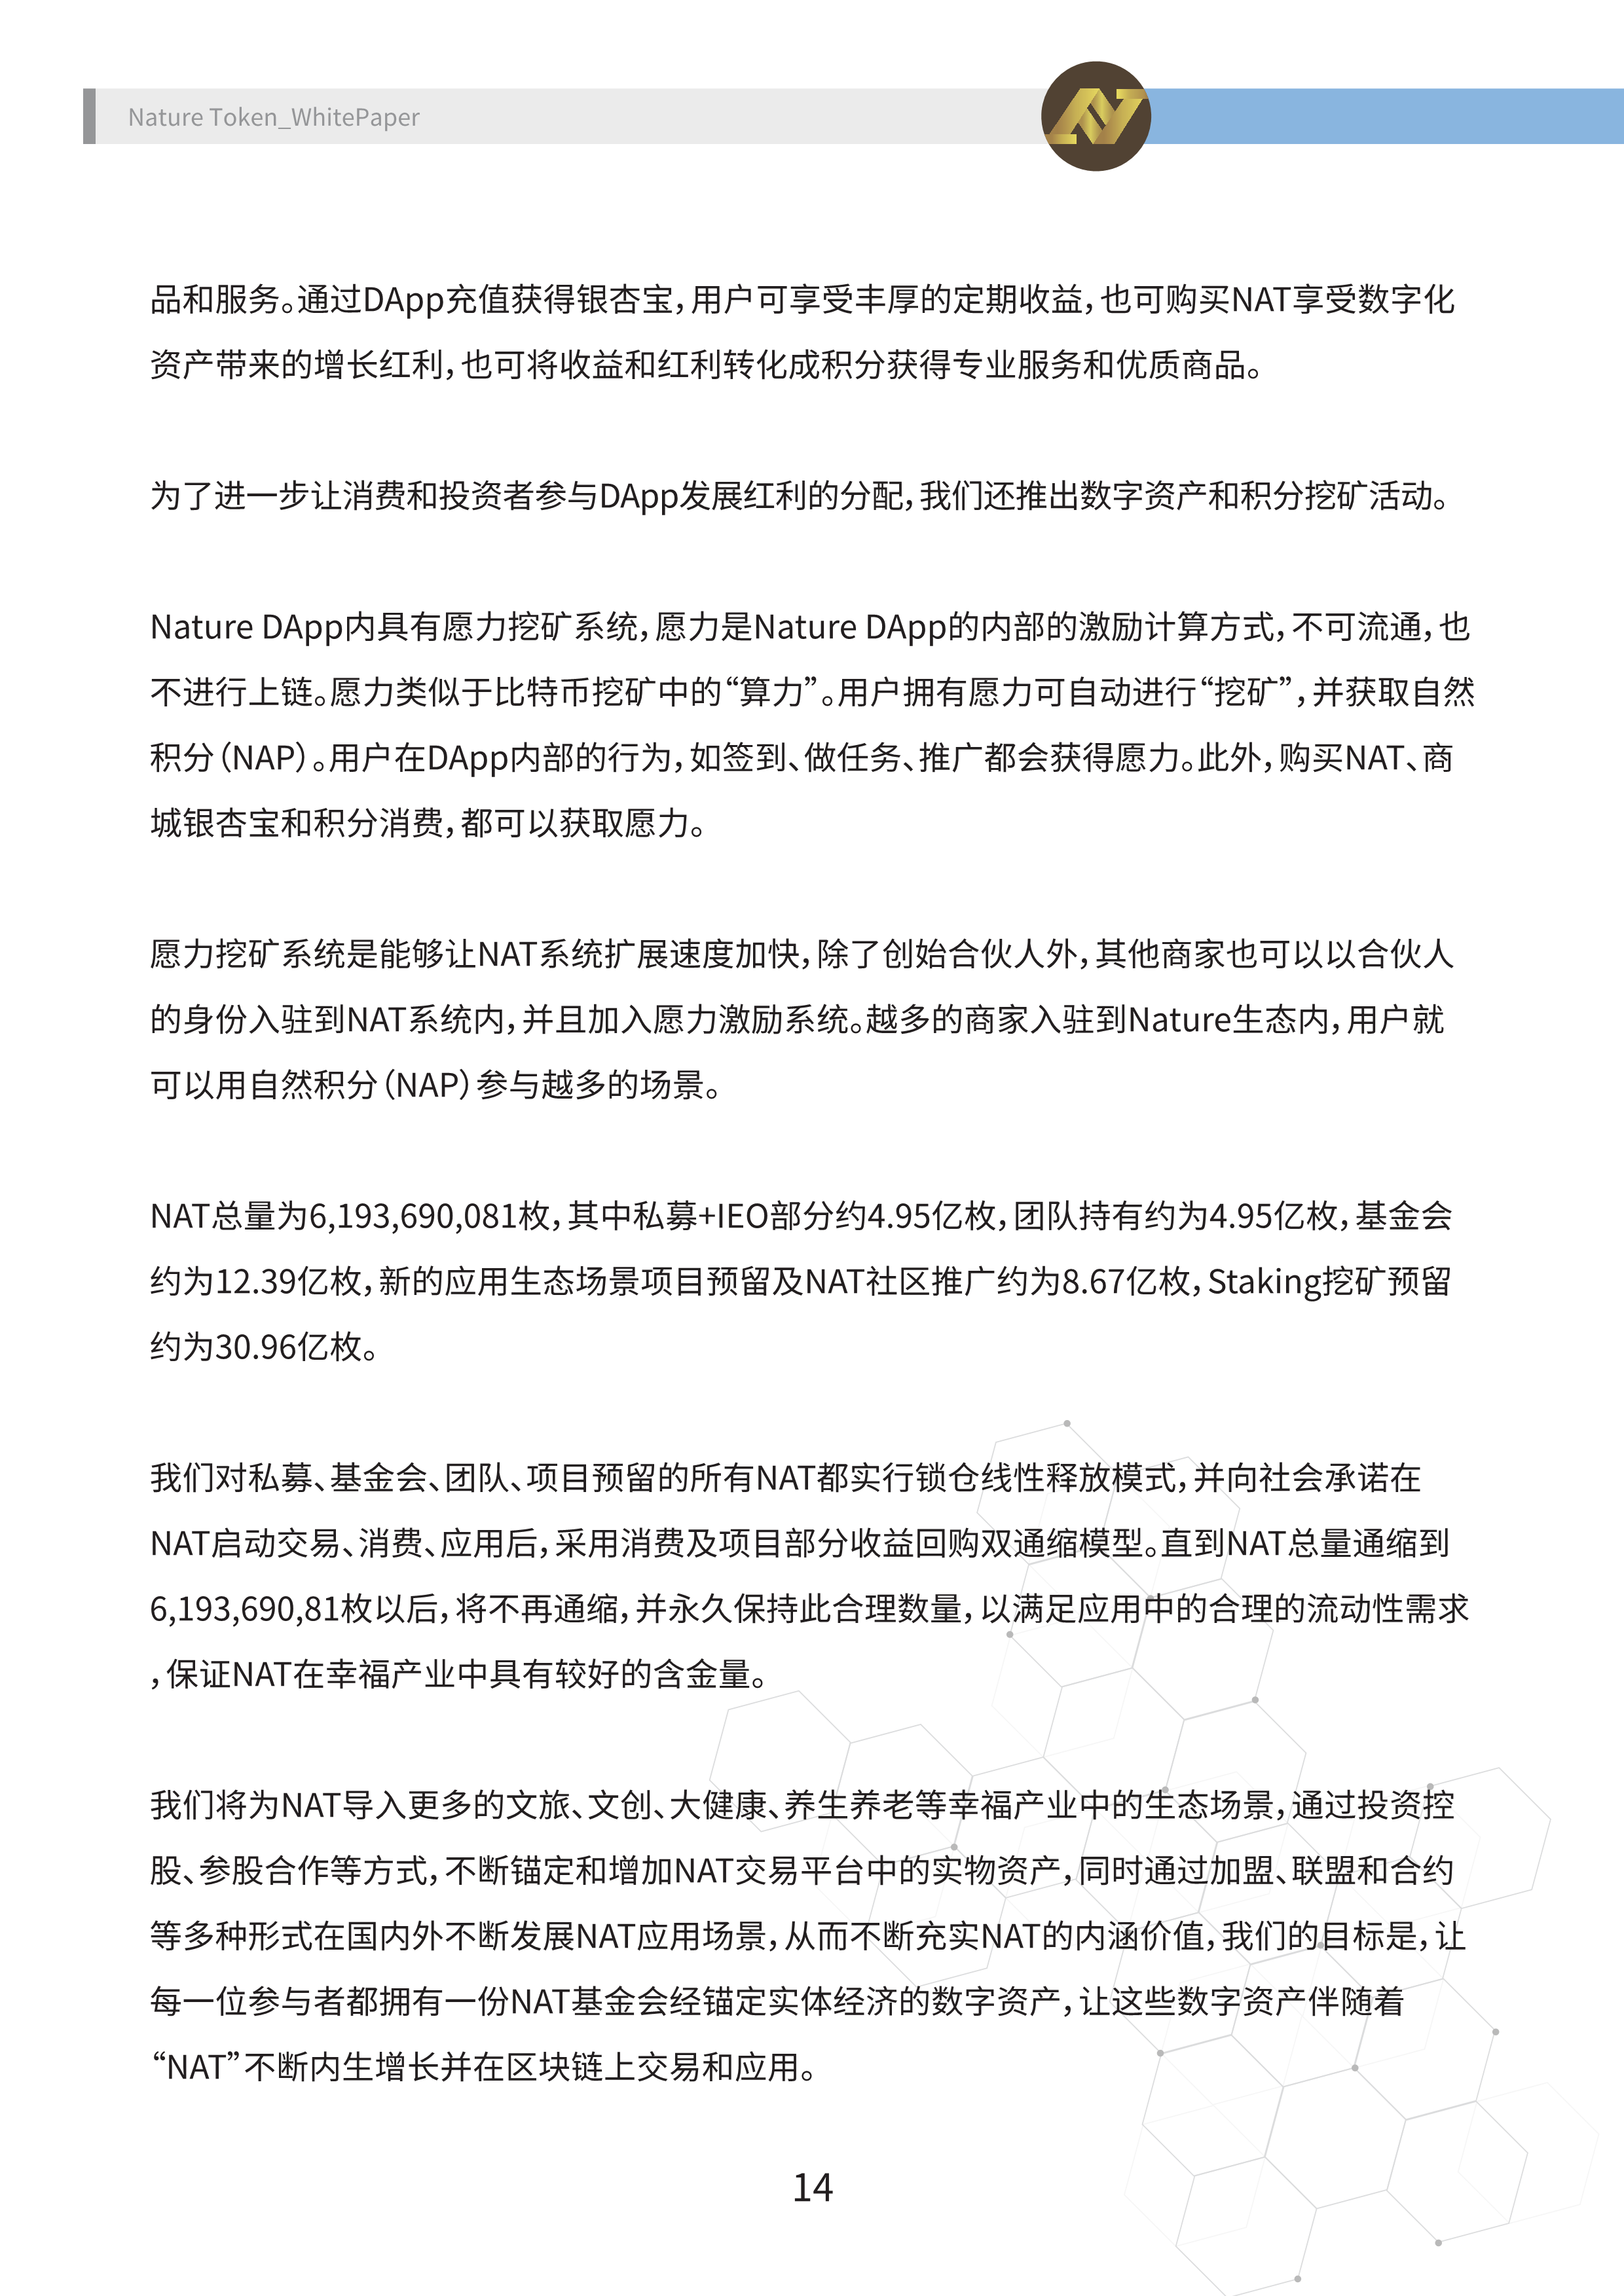 Nature Token_WhitePaper
品和服务。通过DApp充值获得银杏宝，用户可享受丰厚的定期收益，也可购买NAT享受数字化
资产带来的增长红利，也可将收益和红利转化成积分获得专业服务和优质商品。
为了进一步让消费和投资者参与DApp发展红利的分配，我们还推出数字资产和积分挖矿活动。
Nature DApp内具有愿力挖矿系统，愿力是Nature DApp的内部的激励计算方式，不可流通，也
不进行上链。愿力类似于比特币挖矿中的“算力”。用户拥有愿力可自动进行“挖矿”，并获取自然
积分（NAP）。用户在DApp内部的行为，如签到、做任务、推广都会获得愿力。此外，购买NAT、商
城银杏宝和积分消费，都可以获取愿力。
愿力挖矿系统是能够让NAT系统扩展速度加快，除了创始合伙人外，其他商家也可以以合伙人
的身份入驻到NAT系统内，并且加入愿力激励系统。越多的商家入驻到Nature生态内，用户就
可以用自然积分（NAP）参与越多的场景。
NAT总量为6,193,690,081枚，其中私募+IEO部分约4.95亿枚，团队持有约为4.95亿枚，基金会
约为12.39亿枚，新的应用生态场景项目预留及NAT社区推广约为8.67亿枚，Staking挖矿预留
约为30.96亿枚。
我们对私募、基金会、团队、项目预留的所有NAT都实行锁仓线性释放模式，并向社会承诺在
NAT启动交易、消费、应用后，采用消费及项目部分收益回购双通缩模型。直到NAT总量通缩到
6,193,690,81枚以后，将不再通缩，并永久保持此合理数量，以满足应用中的合理的流动性需求
，保证NAT在幸福产业中具有较好的含金量。
我们将为NAT导入更多的文旅、文创、大健康、养生养老等幸福产业中的生态场景，通过投资控
股、参股合作等方式，不断锚定和增加NAT交易平台中的实物资产，同时通过加盟、联盟和合约
等多种形式在国内外不断发展NAT应用场景，从而不断充实NAT的内涵价值，我们的目标是，让
每一位参与者都拥有一份NAT基金会经锚定实体经济的数字资产，让这些数字资产伴随着
“NAT”不断内生增长并在区块链上交易和应用。
14